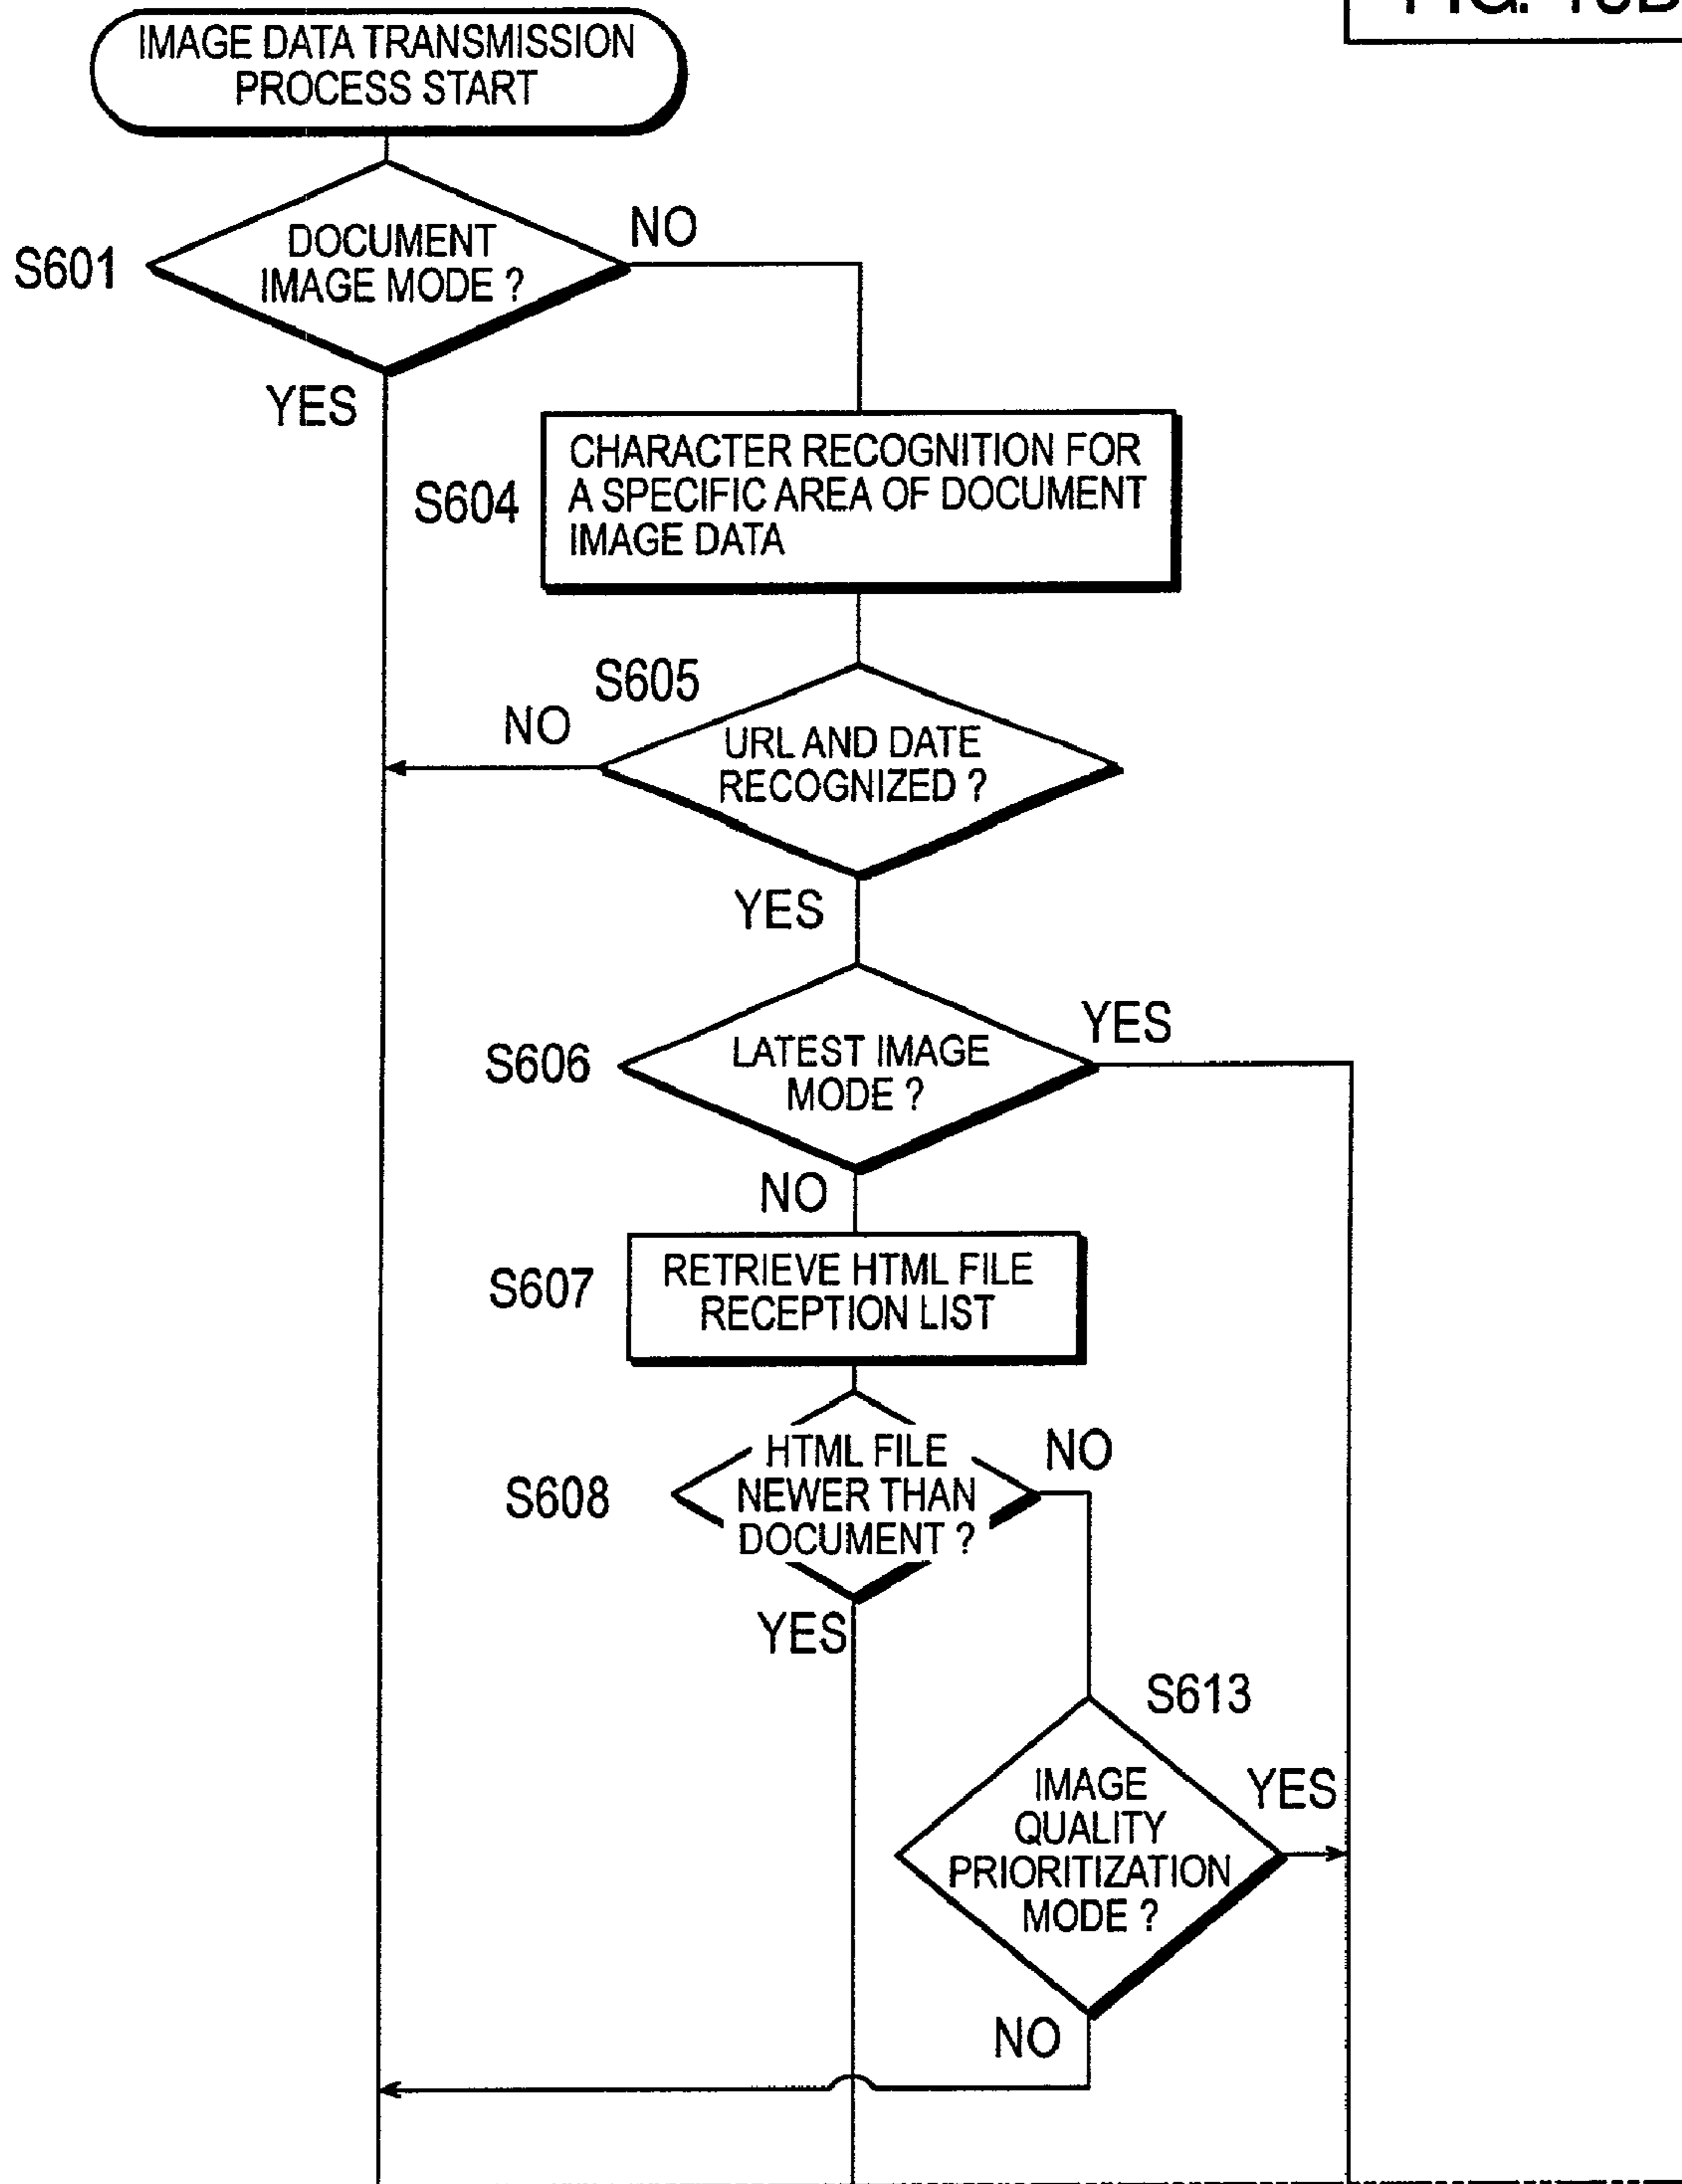 IMAGE DATA TRANSMISSION
PROCESS START
S601
DOCUMENT
IMAGE MODE ?
NO
YES
S604
CHARACTER RECOGNITION FOR
A SPECIFIC AREA OF DOCUMENT
IMAGE DATA
S605
NO
URL AND DATE
RECOGNIZED ?
YES
S606
LATEST IMAGE
MODE ?
YES
NO
S607
RETRIEVE HTML FILE
RECEPTION LIST
S608
HTML FILE
NEWER THAN
DOCUMENT ?
NO
YES
S613
IMAGE
QUALITY
PRIORITIZATION
MODE ?
YES
NO